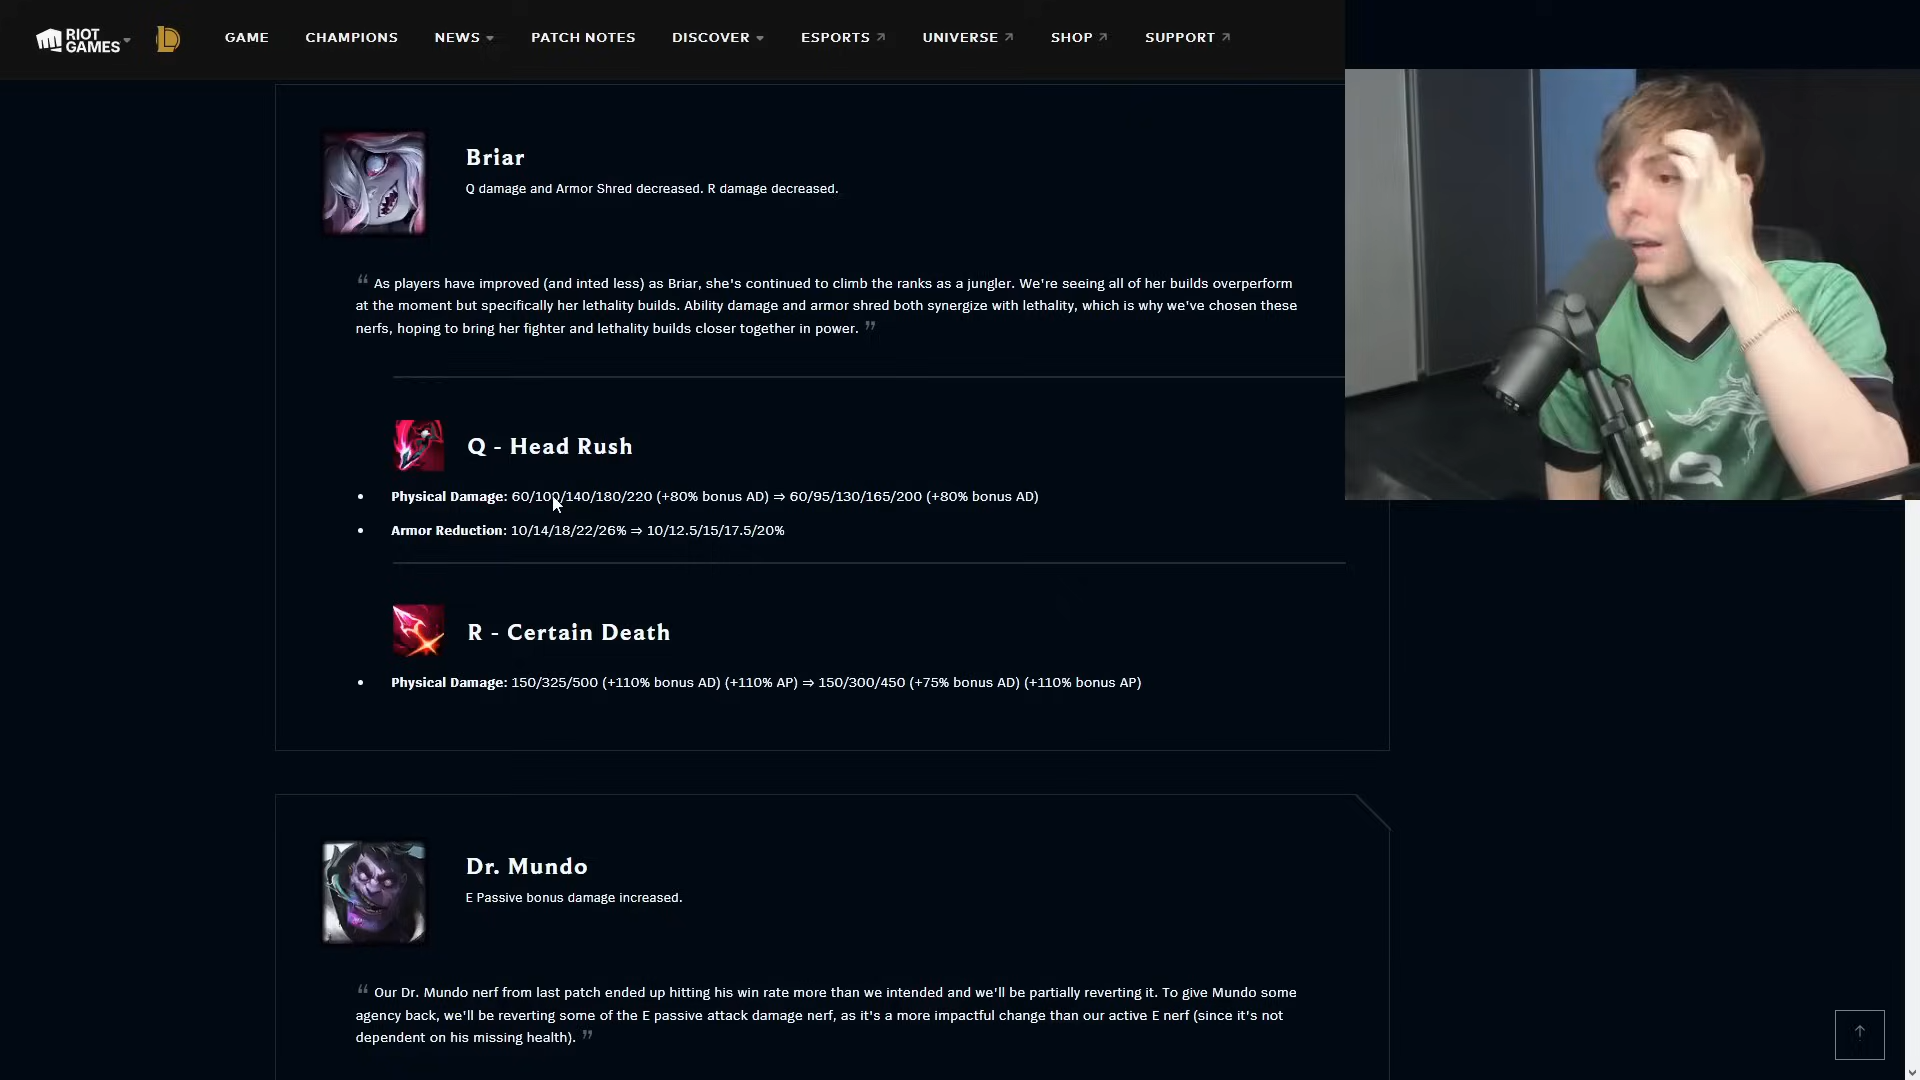 RIOT GAMES
GAME
CHAMPIONS
NEWS
PATCH NOTES
DISCOVER
ESPORTS
UNIVERSE
SHOP
SUPPORT
Briar
Q damage and Armor Shred decreased. R damage decreased.
“ As players have improved (and inted less) as Briar, she's continued to climb the ranks as a jungler. We're seeing all of her builds overperform
at the moment but specifically her lethality builds. Ability damage and armor shred both synergize with lethality, which is why we've chosen these
nerfs, hoping to bring her fighter and lethality builds closer together in power. ”
Q - Head Rush
• Physical Damage: 60/100/140/180/220 (+80% bonus AD) ⇒ 60/95/130/165/200 (+80% bonus AD)
• Armor Reduction: 10/14/18/22/26% ⇒ 10/12.5/15/17.5/20%
R - Certain Death
• Physical Damage: 150/325/500 (+110% bonus AD) (+110% AP) ⇒ 150/300/450 (+75% bonus AD) (+110% bonus AP)
Dr. Mundo
E Passive bonus damage increased.
“ Our Dr. Mundo nerf from last patch ended up hitting his win rate more than we intended and we'll be partially reverting it. To give Mundo some
agency back, we'll be reverting some of the E passive attack damage nerf, as it's a more impactful change than our active E nerf (since it's not
dependent on his missing health). ”